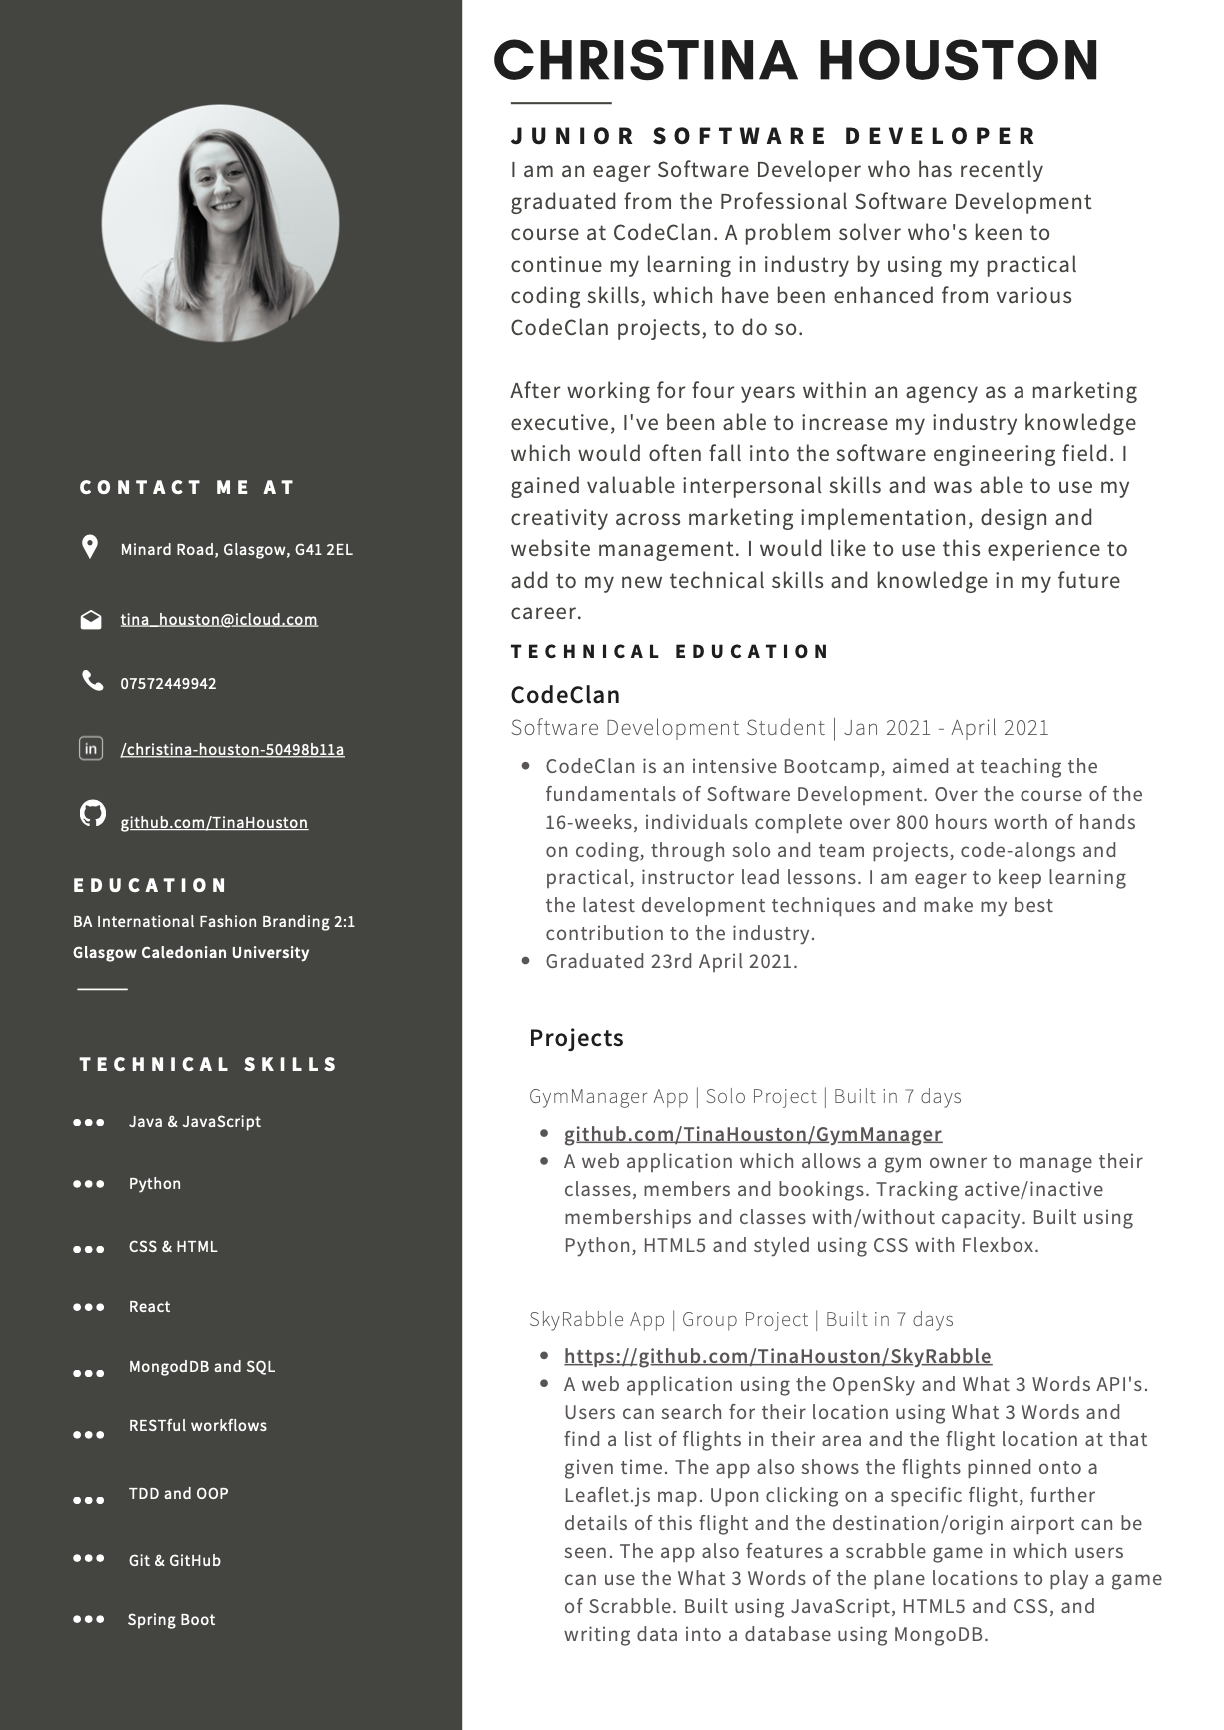 CHRISTINA HOUSTON
JUNIOR SOFTWARE DEVELOPER
I am an eager Software Developer who has recently
graduated from the Professional Software Development
course at CodeClan. A problem solver who's keen to
continue my learning in industry by using my practical
coding skills, which have been enhanced from various
CodeClan projects, to do so.
After working for four years within an agency as a marketing
executive, I've been able to increase my industry knowledge
which would often fall into the software engineering field. I
gained valuable interpersonal skills and was able to use my
creativity across marketing implementation, design and
website management. I would like to use this experience to
add to my new technical skills and knowledge in my future
career.
TECHNICAL EDUCATION
CodeClan
Software Development Student | Jan 2021 - April 2021
• CodeClan is an intensive Bootcamp, aimed at teaching the
fundamentals of Software Development. Over the course of the
16-weeks, individuals complete over 800 hours worth of hands
on coding, through solo and team projects, code-alongs and
practical, instructor lead lessons. I am eager to keep learning
the latest development techniques and make my best
contribution to the industry.
• Graduated 23rd April 2021.
Projects
GymManager App | Solo Project | Built in 7 days
• github.com/TinaHouston/GymManager
• A web application which allows a gym owner to manage their
classes, members and bookings. Tracking active/inactive
memberships and classes with/without capacity. Built using
Python, HTML5 and styled using CSS with Flexbox.
SkyRabble App | Group Project | Built in 7 days
• https://github.com/TinaHouston/SkyRabble
• A web application using the OpenSky and What 3 Words API's.
Users can search for their location using What 3 Words and
find a list of flights in their area and the flight location at that
given time. The app also shows the flights pinned onto a
Leaflet.js map. Upon clicking on a specific flight, further
details of this flight and the destination/origin airport can be
seen. The app also features a scrabble game in which users
can use the What 3 Words of the plane locations to play a game
of Scrabble. Built using JavaScript, HTML5 and CSS, and
writing data into a database using MongoDB.
CONTACT ME AT
Minard Road, Glasgow, G41 2EL
tina_houston@icloud.com
07572449942
in /christina-houston-50498b11a
github.com/TinaHouston
EDUCATION
BA International Fashion Branding 2:1
Glasgow Caledonian University
TECHNICAL SKILLS
Java & JavaScript
Python
CSS & HTML
React
MongodDB and SQL
RESTful workflows
TDD and OOP
Git & GitHub
Spring Boot